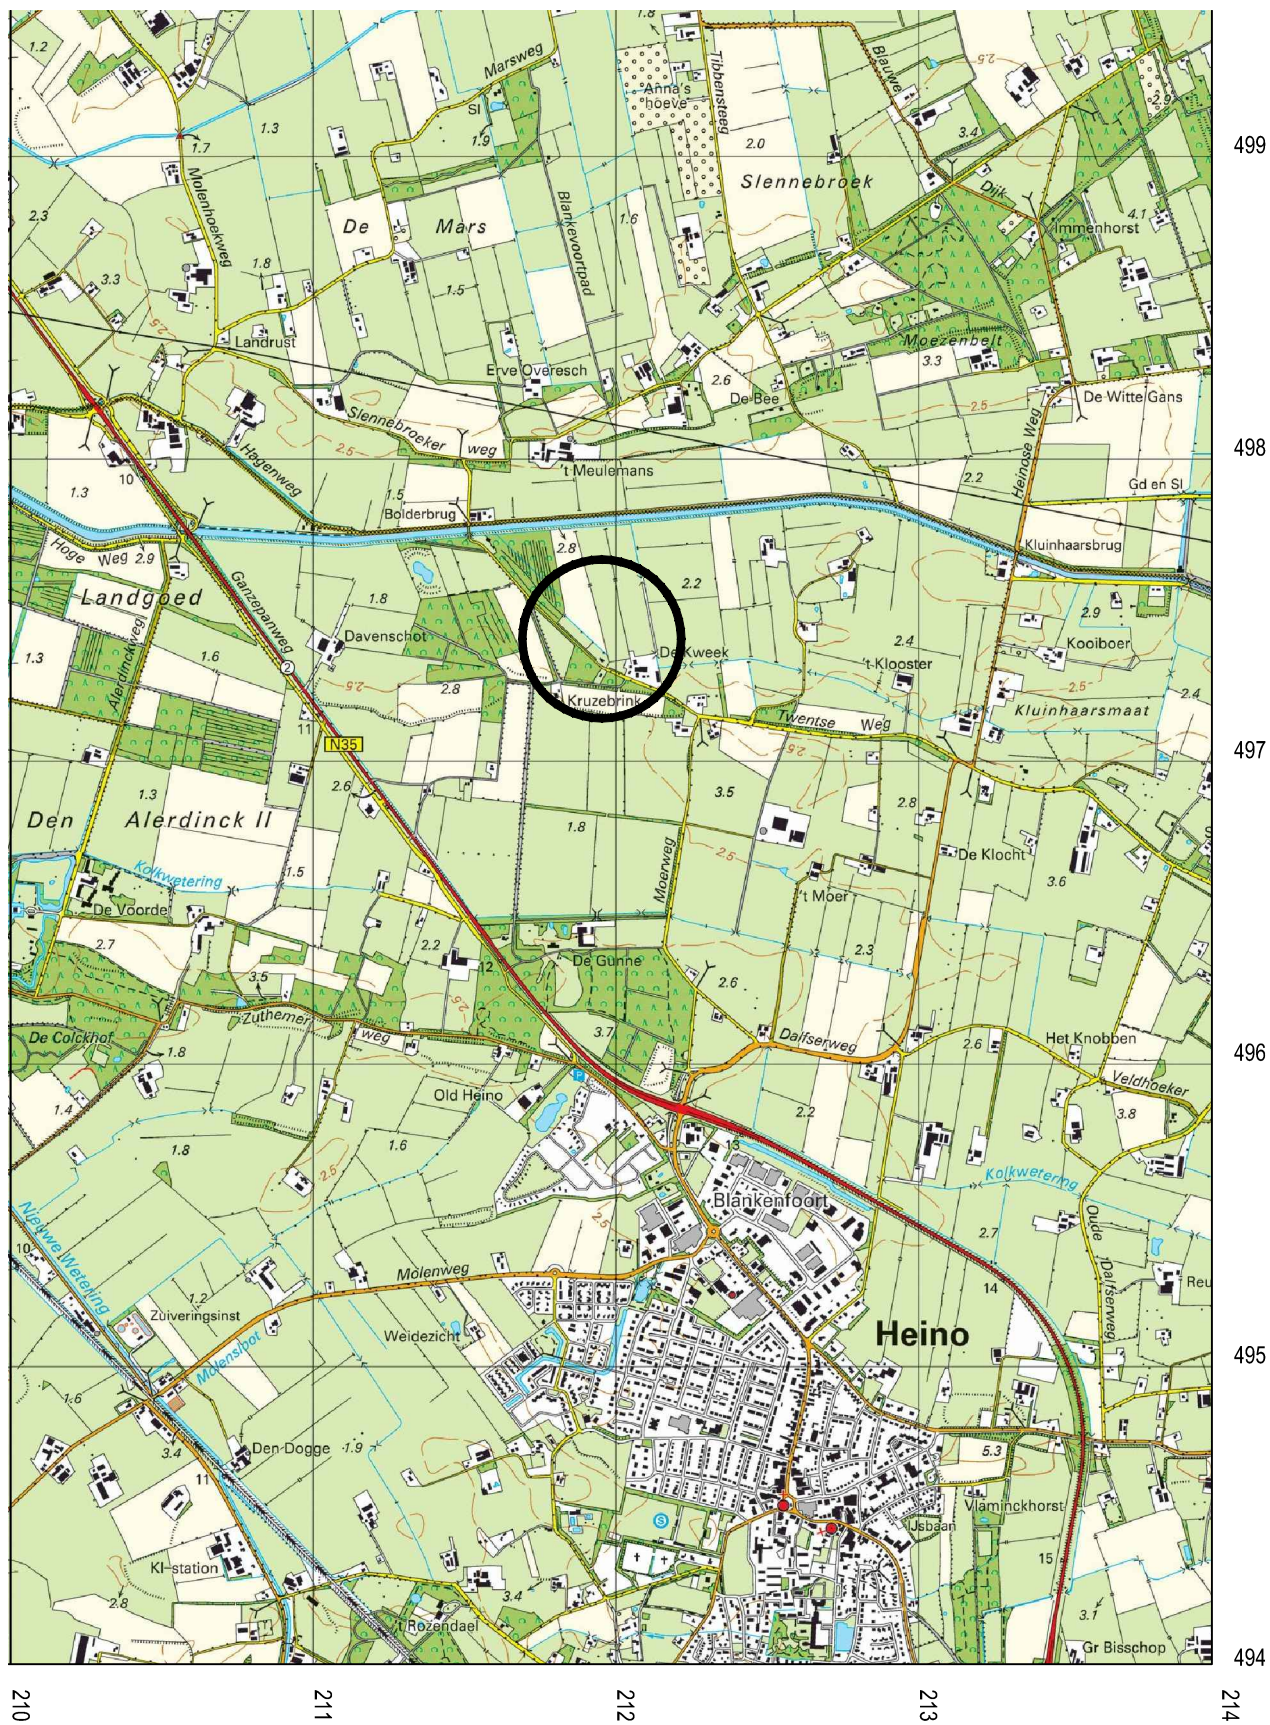 1.8
1.2
Marsweg
Tibbensteeg
Blauwe
2.5
Anna's
hoeve
SI
2.9
1.3
1.7
1.9
2.0
3.4
499
Slennebroek
Dijk
Molenhoekweg
2.3
De Mars
Blankevoortpad
1.6
4.1
Immenhorst
3.3
1.8
1.5
2.5
Landrust
Moezenbelt
3.3
Erve Overesch
2.6
De Bee
De Witte Gans
2.5
Slennebroeker weg
2.5
Hagenweg
Heinose Weg
498
't Meulemans
10
1.3
1.5
2.2
Gd en Sl
Bolderbrug
Hoge Weg 2.9
2.8
Kluinhaarsbrug
Ganzepanweg
2.2
Landgoed
1.8
2.9
Davenschot
2.4
Kooiboer
1.3
Alerdinckweg
1.6
2
De Kweek
't Klooster
2.5
2.8
2.5
2.4
Kruzebrink
Kluinhaarsmaat
11
Twentse Weg
N35
2.5
497
2.6
1.3
3.5
2.8
Den Alerdinck II
1.8
2.5
Moerweg
De Klocht
Kolkwetering
1.5
3.6
't Moer
De Voorde
2.7
2.2
2.3
De Gunne
12
3.5
2.6
2.5
Zuthemer weg
3.7
De Colckhof
1.8
Dalfserweg
2.6
Het Knobben
496
P
Veldhoeker
1.4
Old Heino
2.2
3.8
1.8
1.6
13
2.5
Kolkwetering
Blankenfoort
Nieuwe Wetering
2.5
2.7
Oude Dalfserweg
10
Molenweg
14
Reu
1.2
Zuiveringsinst
Weidezicht
Heino
Molensloot
495
1.6
Den Dogge
1.9
3.4
5.3
11
Vlaminckhorst
S
IJsbaan
15
KI-station
3.4
2.8
3.1
't Rozendael
Gr Bisschop
494
210
211
212
213
214